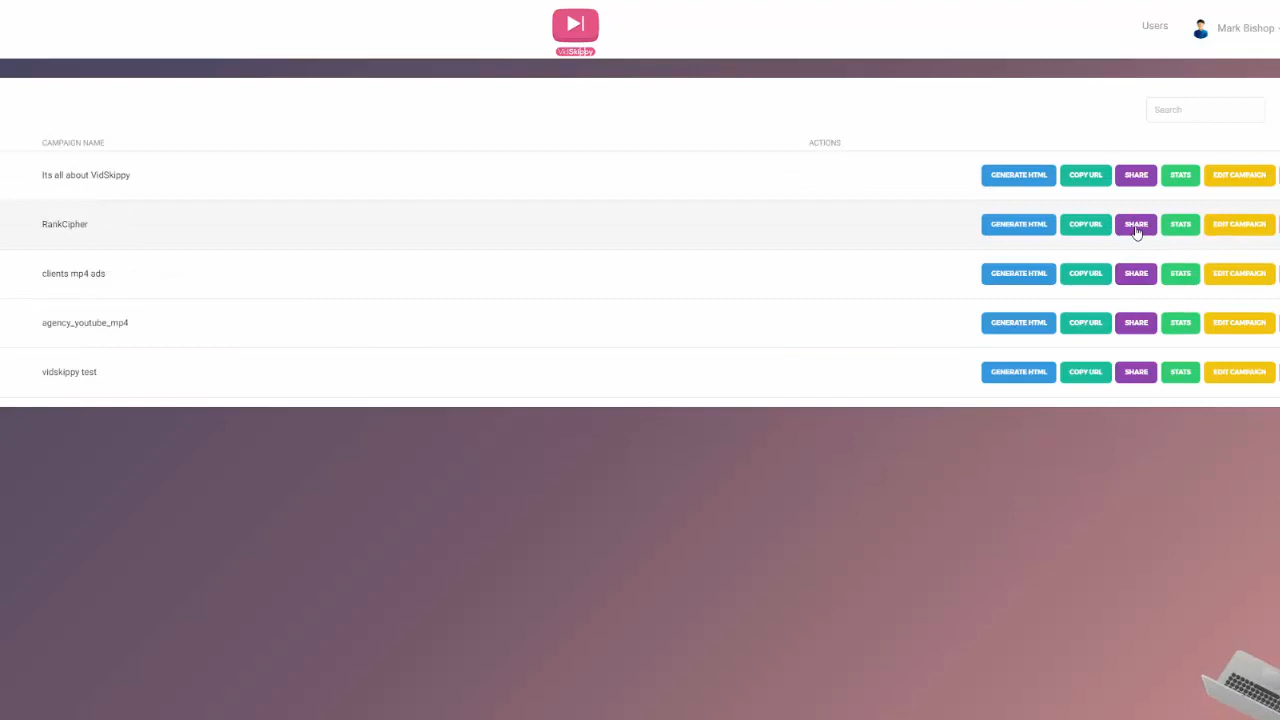 VidSkippy
Users
Mark Bishop
Search
CAMPAIGN NAME
ACTIONS
Its all about VidSkippy
GENERATE HTML
COPY URL
SHARE
STATS
EDIT CAMPAIGN
RankCipher
GENERATE HTML
COPY URL
SHARE
STATS
EDIT CAMPAIGN
clients mp4 ads
GENERATE HTML
COPY URL
SHARE
STATS
EDIT CAMPAIGN
agency_youtube_mp4
GENERATE HTML
COPY URL
SHARE
STATS
EDIT CAMPAIGN
vidskippy test
GENERATE HTML
COPY URL
SHARE
STATS
EDIT CAMPAIGN